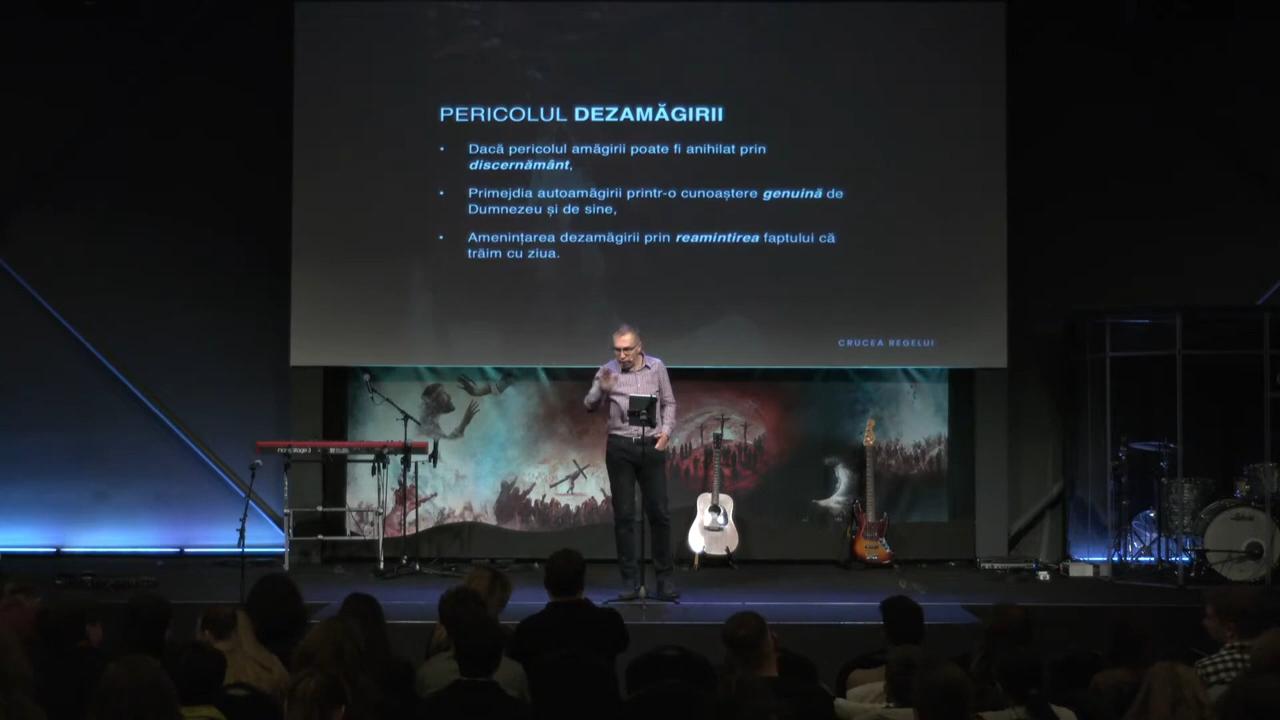 PERICOLUL DEZAMĂGIRII
• Dacă pericolul amăgirii poate fi anihilat prin
discernământ,
• Primejdia autoamăgirii printr-o cunoaștere genuină de
Dumnezeu și de sine,
• Amenințarea dezamăgirii prin reamintirea faptului că
trăim cu ziua.
CRUCEA REGELUI